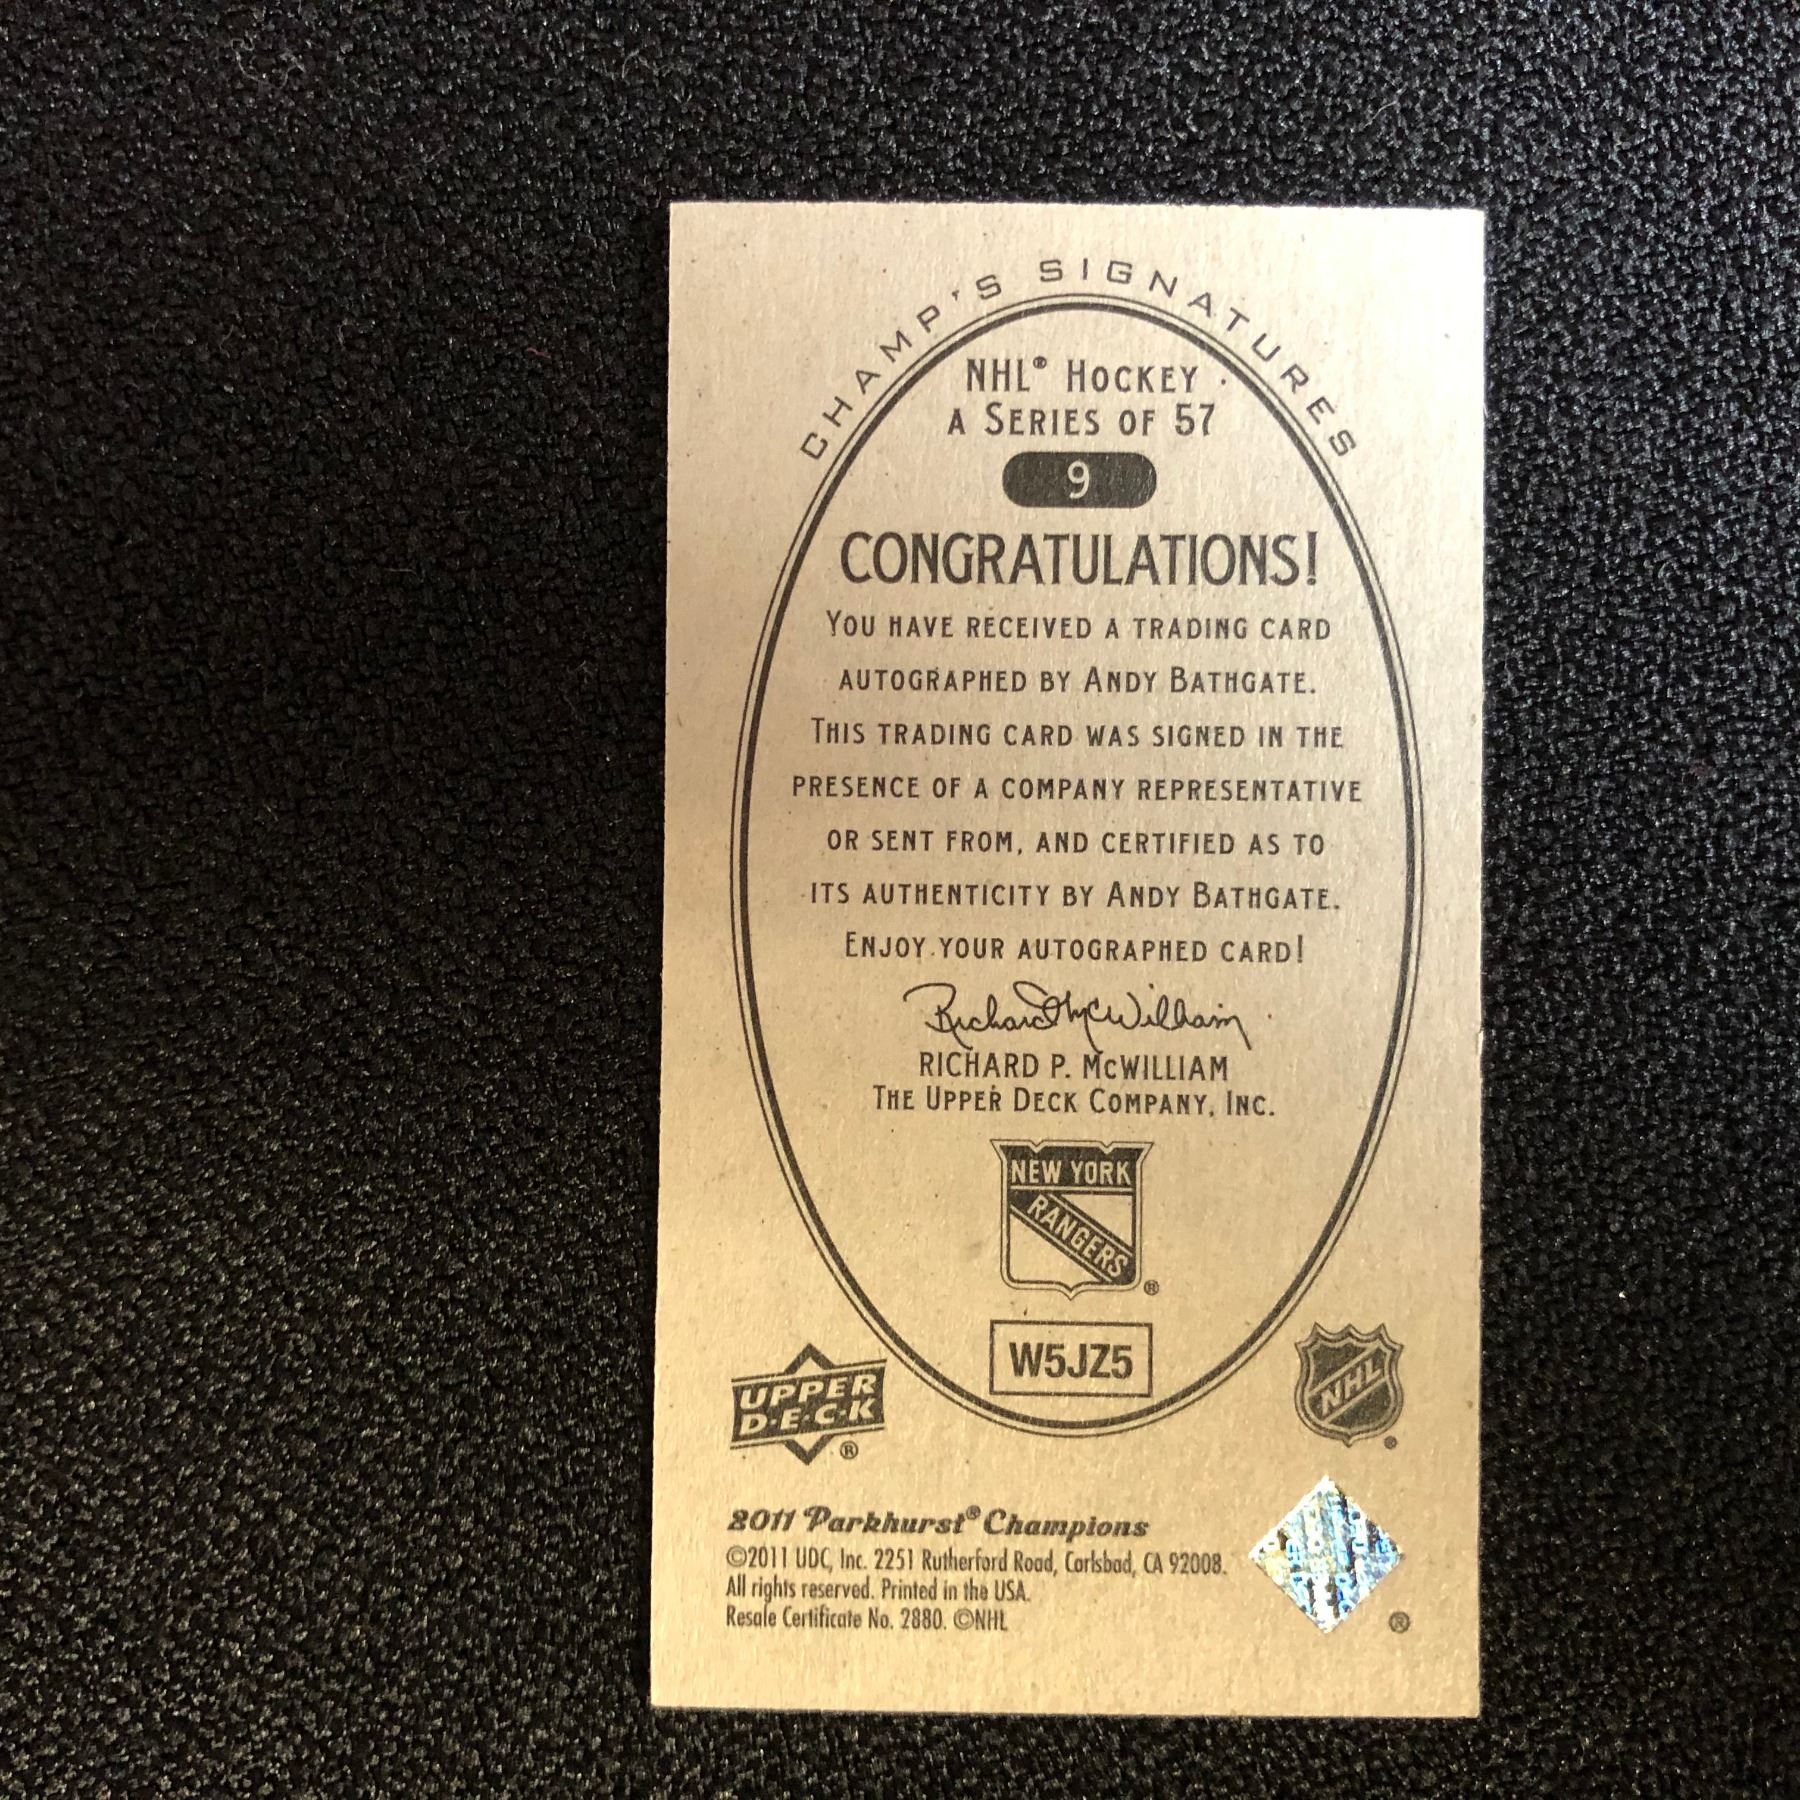 CHAMP'S SIGNATURES
NHL® HOCKEY
A SERIES OF 57
9
CONGRATULATIONS!
YOU HAVE RECEIVED A TRADING CARD
AUTOGRAPHED BY ANDY BATHGATE.
THIS TRADING CARD WAS SIGNED IN THE
PRESENCE OF A COMPANY REPRESENTATIVE
OR SENT FROM, AND CERTIFIED AS TO
ITS AUTHENTICITY BY ANDY BATHGATE.
ENJOY YOUR AUTOGRAPHED CARD!
Richard McWilliam
RICHARD P. McWILLIAM
THE UPPER DECK COMPANY, INC.
NEW YORK
RANGERS
®
W5JZ5
UPPER
D·E·C·K
®
NHL
®
2011 Parkhurst® Champions
©2011 UDC, Inc. 2251 Rutherford Road, Carlsbad, CA 92008.
All rights reserved. Printed in the USA.
Resale Certificate No. 2880. ©NHL
®